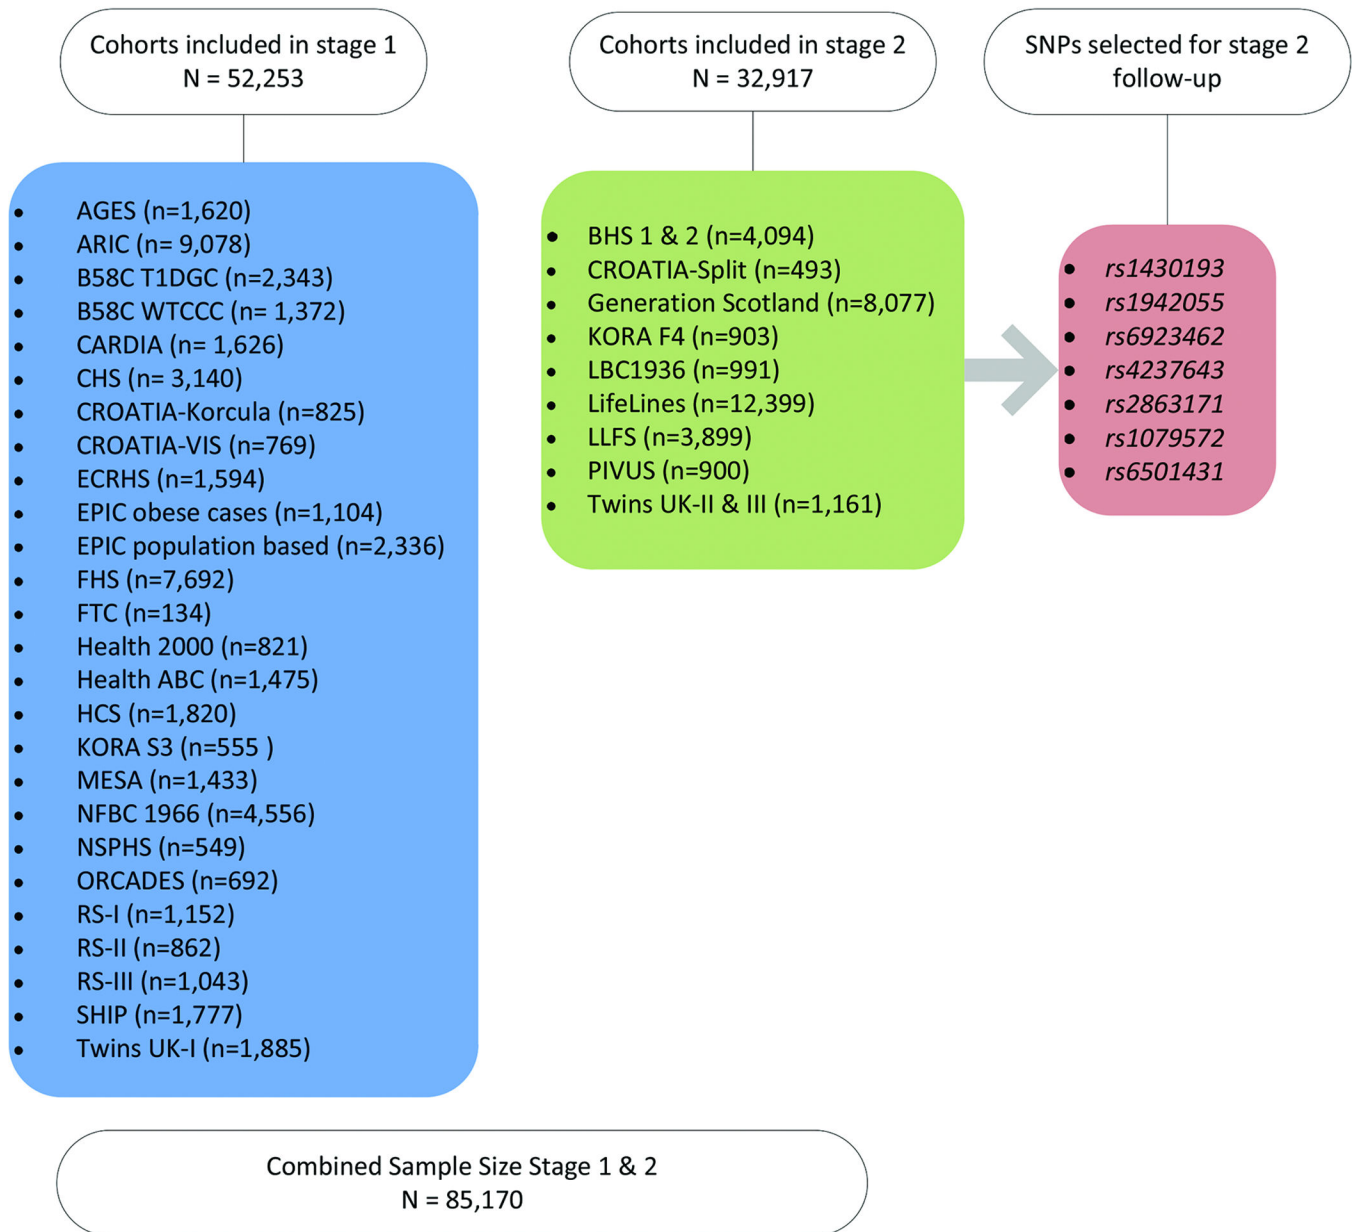 Cohorts included in stage 1
N = 52,253
• AGES (n=1,620)
• ARIC (n= 9,078)
• B58C T1DGC (n=2,343)
• B58C WTCCC (n= 1,372)
• CARDIA (n= 1,626)
• CHS (n= 3,140)
• CROATIA-Korcula (n=825)
• CROATIA-VIS (n=769)
• ECRHS (n=1,594)
• EPIC obese cases (n=1,104)
• EPIC population based (n=2,336)
• FHS (n=7,692)
• FTC (n=134)
• Health 2000 (n=821)
• Health ABC (n=1,475)
• HCS (n=1,820)
• KORA S3 (n=555 )
• MESA (n=1,433)
• NFBC 1966 (n=4,556)
• NSPHS (n=549)
• ORCADES (n=692)
• RS-I (n=1,152)
• RS-II (n=862)
• RS-III (n=1,043)
• SHIP (n=1,777)
• Twins UK-I (n=1,885)
Cohorts included in stage 2
N = 32,917
• BHS 1 & 2 (n=4,094)
• CROATIA-Split (n=493)
• Generation Scotland (n=8,077)
• KORA F4 (n=903)
• LBC1936 (n=991)
• LifeLines (n=12,399)
• LLFS (n=3,899)
• PIVUS (n=900)
• Twins UK-II & III (n=1,161)
SNPs selected for stage 2
follow-up
• rs1430193
• rs1942055
• rs6923462
• rs4237643
• rs2863171
• rs1079572
• rs6501431
Combined Sample Size Stage 1 & 2
N = 85,170